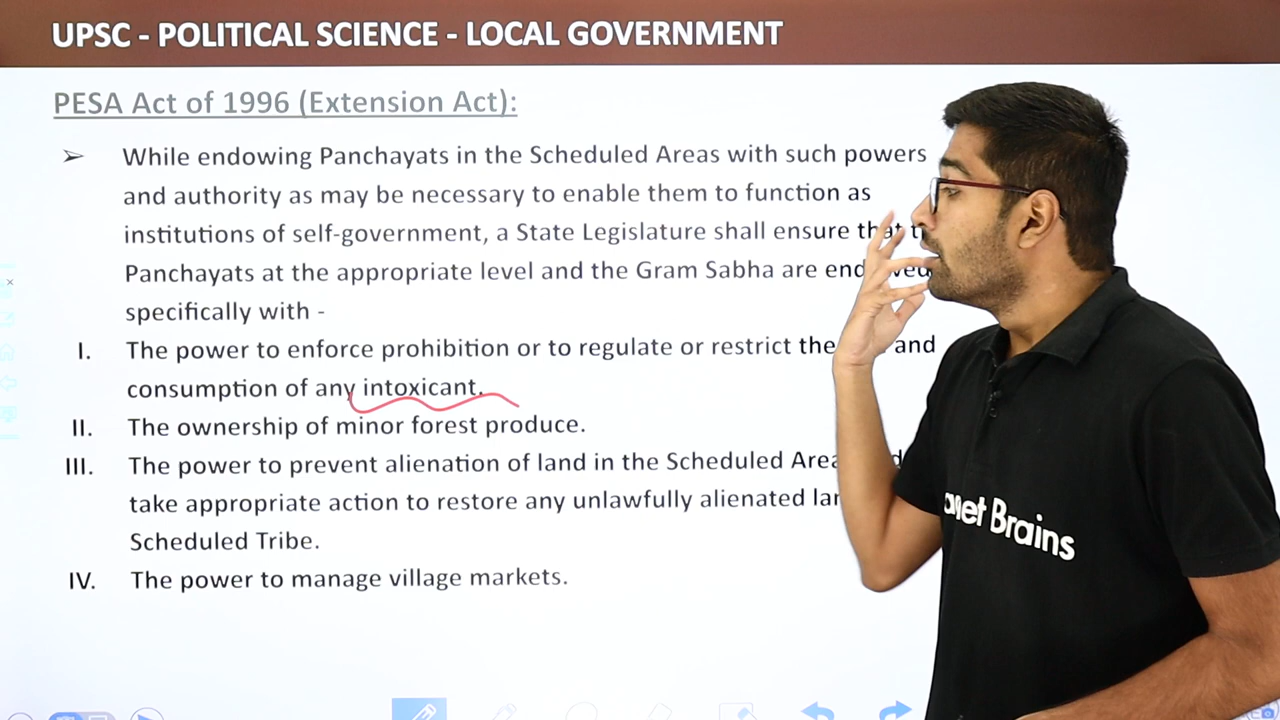 UPSC - POLITICAL SCIENCE - LOCAL GOVERNMENT
PESA Act of 1996 (Extension Act):
➢ While endowing Panchayats in the Scheduled Areas with such powers
and authority as may be necessary to enable them to function as
institutions of self-government, a State Legislature shall ensure that
Panchayats at the appropriate level and the Gram Sabha are
specifically with -
I. The power to enforce prohibition or to regulate or restrict the and
consumption of any intoxicant.
II. The ownership of minor forest produce.
III. The power to prevent alienation of land in the Scheduled
take appropriate action to restore any unlawfully alienated
Scheduled Tribe.
IV. The power to manage village markets.
Brains